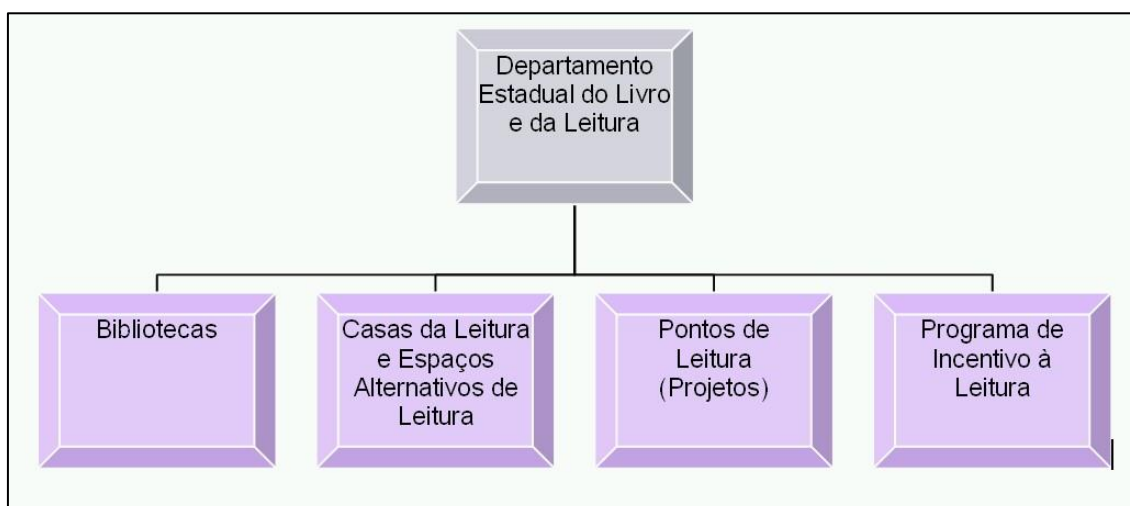 Departamento
Estadual do Livro
e da Leitura
Bibliotecas
Casas da Leitura
e Espaços
Alternativos de
Leitura
Pontos de
Leitura
(Projetos)
Programa de
Incentivo à
Leitura